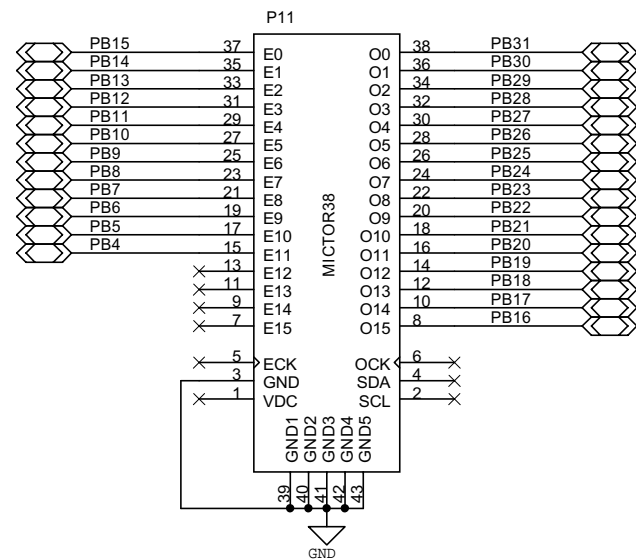 P11
PB15 37 E0 O0 38 PB31
PB14 35 E1 O1 36 PB30
PB13 33 E2 O2 34 PB29
PB12 31 E3 O3 32 PB28
PB11 29 E4 O4 30 PB27
PB10 27 E5 O5 28 PB26
PB9 25 E6 O6 26 PB25
PB8 23 E7 O7 24 PB24
PB7 21 E8 O8 22 PB23
PB6 19 E9 O9 20 PB22
PB5 17 E10 O10 18 PB21
PB4 15 E11 O11 16 PB20
13 E12 O12 14 PB19
11 E13 O13 12 PB18
9 E14 O14 10 PB17
7 E15 O15 8 PB16
MICTOR38
5 ECK OCK 6
3 GND SDA 4
1 VDC SCL 2
GND1 GND2 GND3 GND4 GND5
39 40 41 42 43
GND